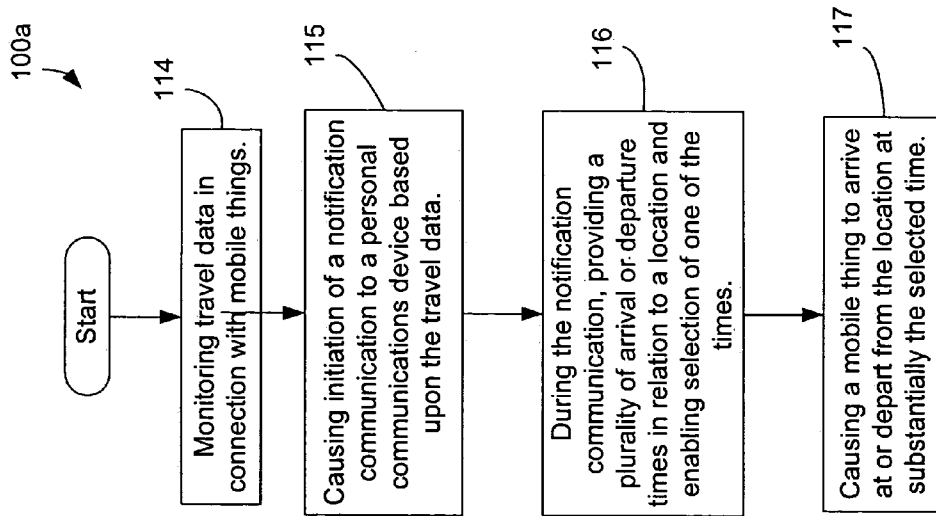 100a
Start
114
Monitoring travel data in
connection with mobile things.
115
Causing initiation of a notification
communication to a personal
communications device based
upon the travel data.
116
During the notification
communication, providing a
plurality of arrival or departure
times in relation to a location and
enabling selection of one of the
times.
117
Causing a mobile thing to arrive
at or depart from the location at
substantially the selected time.